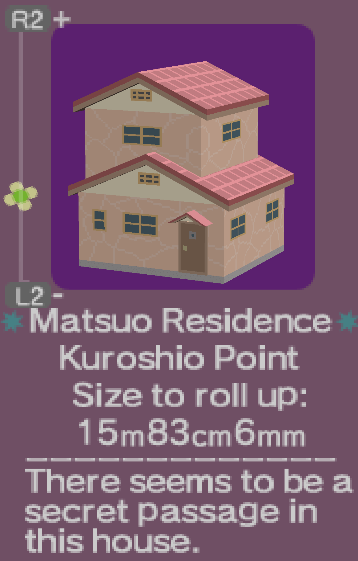 R2 +
L2 -
Matsuo Residence
Kuroshio Point
Size to roll up:
15m83cm6mm
There seems to be a
secret passage in
this house.